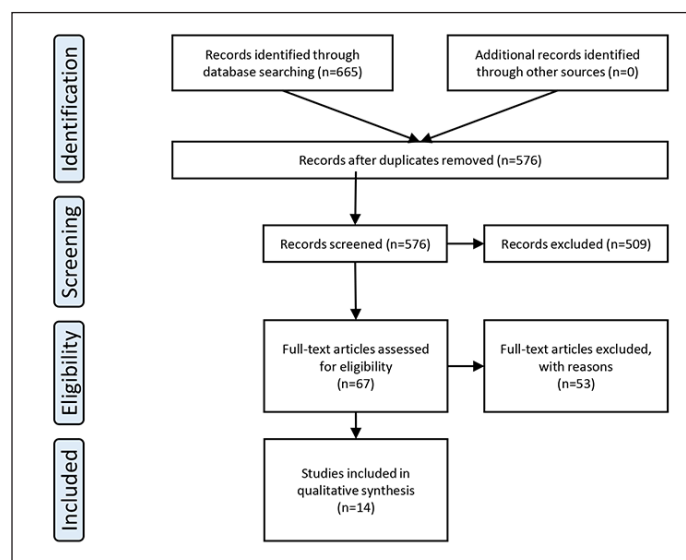 Identification
Records identified through
database searching (n=665)
Additional records identified
through other sources (n=0)
Records after duplicates removed (n=576)
Screening
Records screened (n=576)
Records excluded (n=509)
Eligibility
Full-text articles assessed
for eligibility
(n=67)
Full-text articles excluded,
with reasons
(n=53)
Included
Studies included in
qualitative synthesis
(n=14)